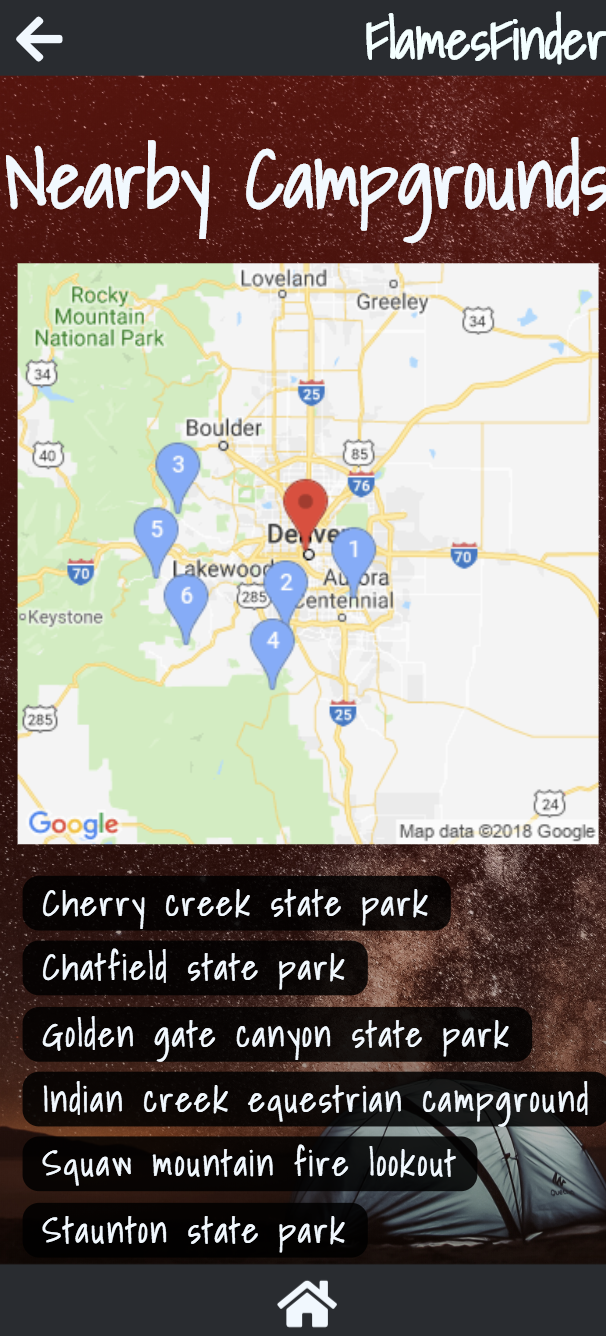 FlamesFinder
Nearby Campgrounds
Loveland
Greeley
Rocky
Mountain
National Park
34
34
25
Boulder
85
40
3
76
5
Denver
1
70
70
Lakewood
2
Aurora
6
285
Centennial
Keystone
4
285
25
24
Google
Map data ©2018 Google
Cherry creek state park
Chatfield state park
Golden gate canyon state park
Indian creek equestrian campground
Squaw mountain fire lookout
Staunton state park